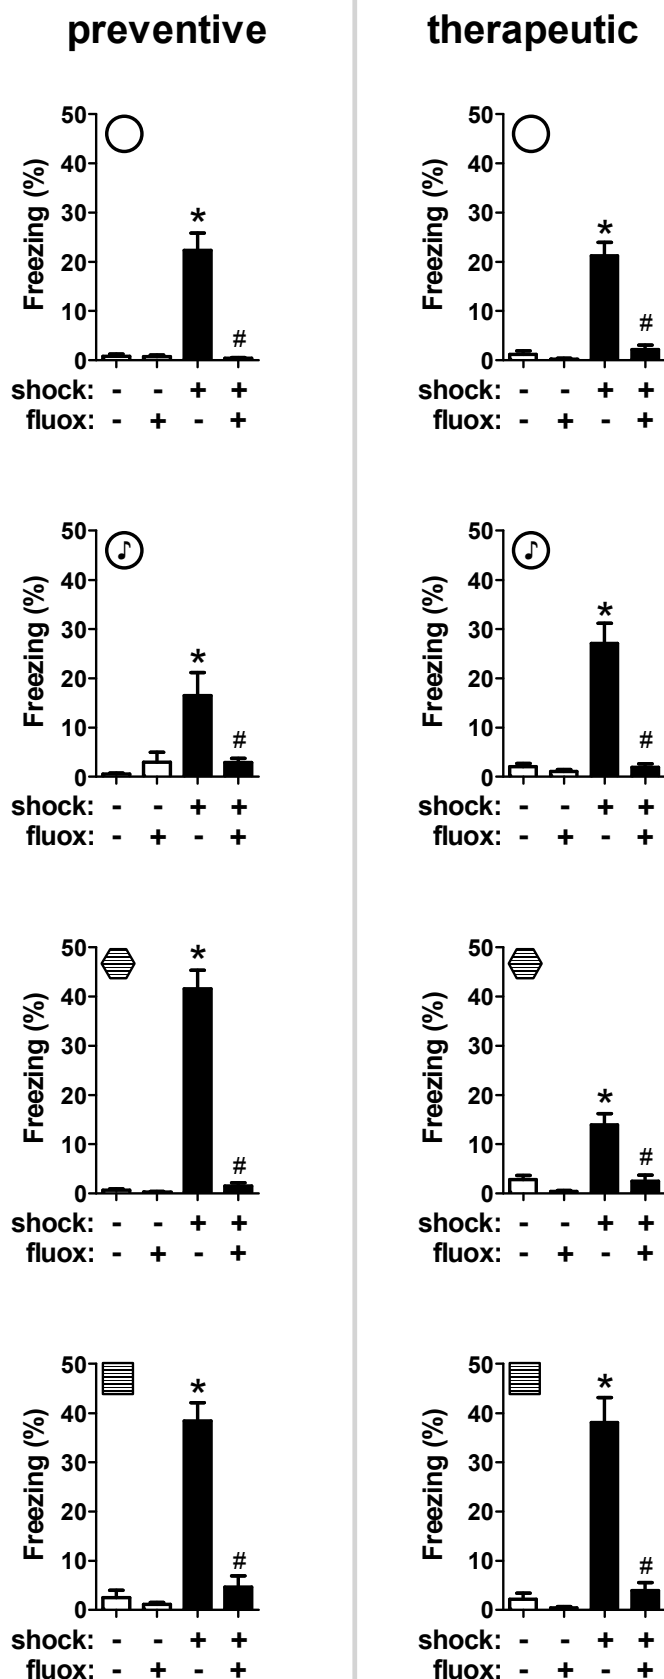 preventive
therapeutic
50
40
30
20
10
0
Freezing (%)
*
#
shock: - - + +
fluox: - + - +
50
40
30
20
10
0
Freezing (%)
*
#
shock: - - + +
fluox: - + - +
50
40
30
20
10
0
Freezing (%)
*
#
shock: - - + +
fluox: - + - +
50
40
30
20
10
0
Freezing (%)
*
#
shock: - - + +
fluox: - + - +
50
40
30
20
10
0
Freezing (%)
*
#
shock: - - + +
fluox: - + - +
50
40
30
20
10
0
Freezing (%)
*
#
shock: - - + +
fluox: - + - +
50
40
30
20
10
0
Freezing (%)
*
#
shock: - - + +
fluox: - + - +
50
40
30
20
10
0
Freezing (%)
*
#
shock: - - + +
fluox: - + - +